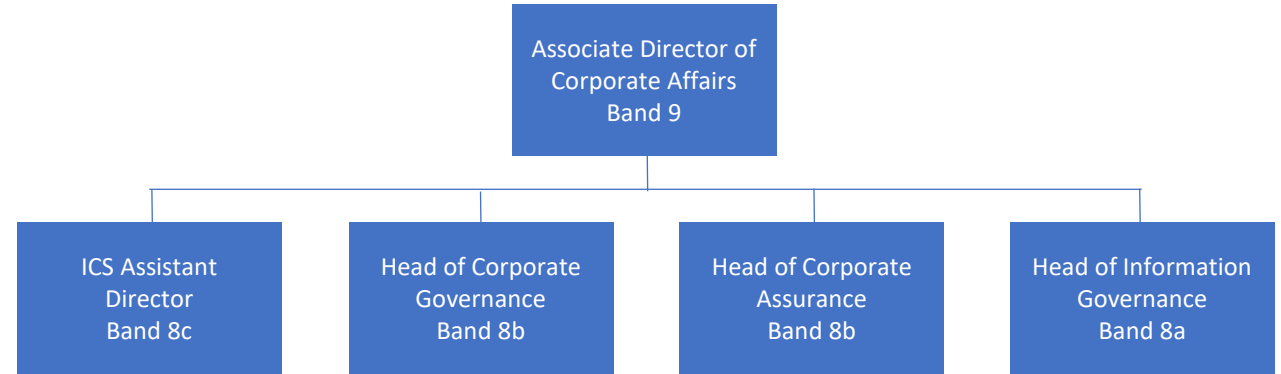 Associate Director of
Corporate Affairs
Band 9
ICS Assistant
Director
Band 8c
Head of Corporate
Governance
Band 8b
Head of Corporate
Assurance
Band 8b
Head of Information
Governance
Band 8a